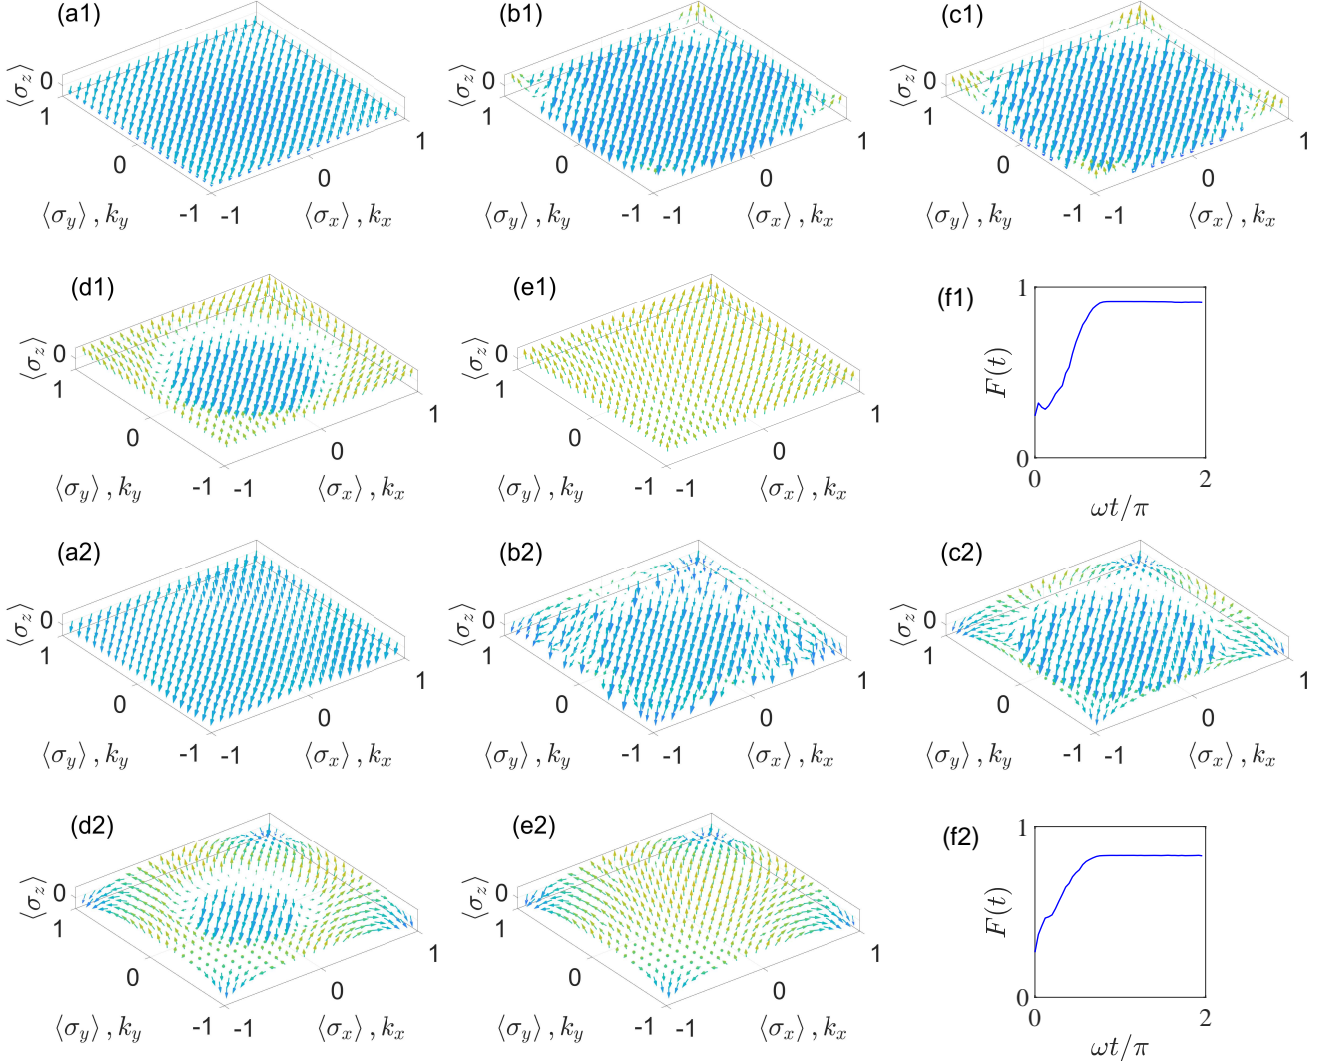 (a1) (b1) (c1)
⟨σz⟩ 0 ⟨σz⟩ 0 ⟨σz⟩ 0
1 1 1 1 1 1
0 0 0 0 0 0
⟨σy⟩ , ky -1 -1 ⟨σx⟩ , kx ⟨σy⟩ , ky -1 -1 ⟨σx⟩ , kx ⟨σy⟩ , ky -1 -1 ⟨σx⟩ , kx
(d1) (e1) (f1)
⟨σz⟩ 0 ⟨σz⟩ 0 F(t) 1
1 1 1 1
0 0 0 0 0
0 2
⟨σy⟩ , ky -1 -1 ⟨σx⟩ , kx ⟨σy⟩ , ky -1 -1 ⟨σx⟩ , kx ωt/π
(a2) (b2) (c2)
⟨σz⟩ 0 ⟨σz⟩ 0 ⟨σz⟩ 0
1 1 1 1 1 1
0 0 0 0 0 0
⟨σy⟩ , ky -1 -1 ⟨σx⟩ , kx ⟨σy⟩ , ky -1 -1 ⟨σx⟩ , kx ⟨σy⟩ , ky -1 -1 ⟨σx⟩ , kx
(d2) (e2) (f2)
⟨σz⟩ 0 ⟨σz⟩ 0 F(t) 1
1 1 1 1
0 0 0 0 0
0 2
⟨σy⟩ , ky -1 -1 ⟨σx⟩ , kx ⟨σy⟩ , ky -1 -1 ⟨σx⟩ , kx ωt/π